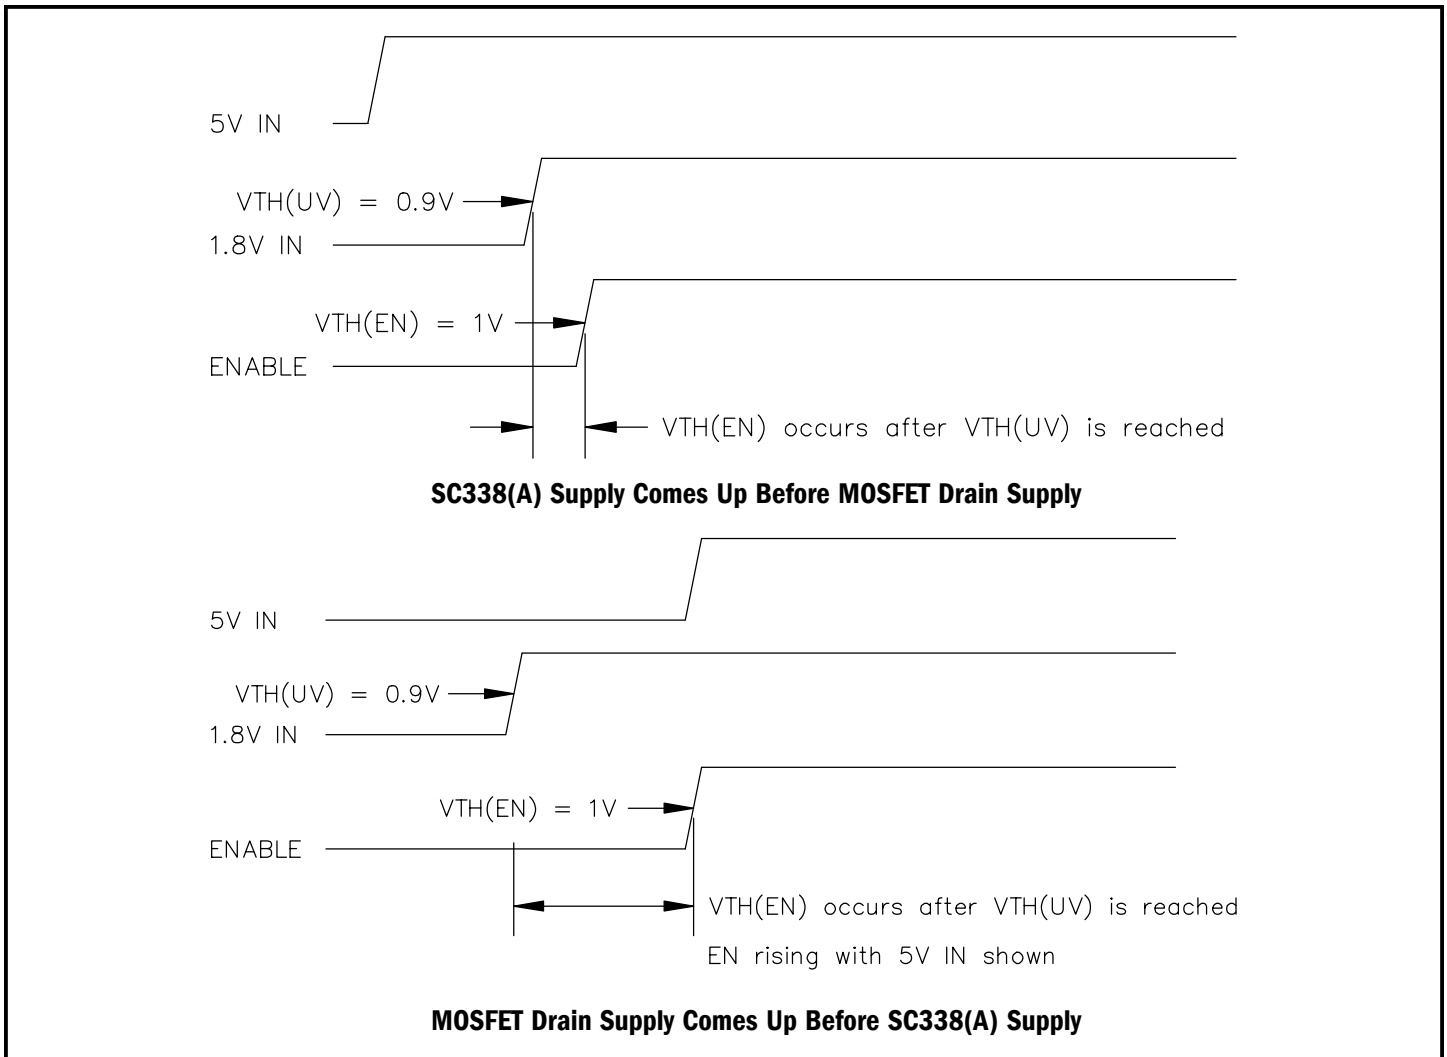 5V IN
VTH(UV) = 0.9V
1.8V IN
VTH(EN) = 1V
ENABLE
VTH(EN) occurs after VTH(UV) is reached
SC338(A) Supply Comes Up Before MOSFET Drain Supply
5V IN
VTH(UV) = 0.9V
1.8V IN
VTH(EN) = 1V
ENABLE
VTH(EN) occurs after VTH(UV) is reached
EN rising with 5V IN shown
MOSFET Drain Supply Comes Up Before SC338(A) Supply